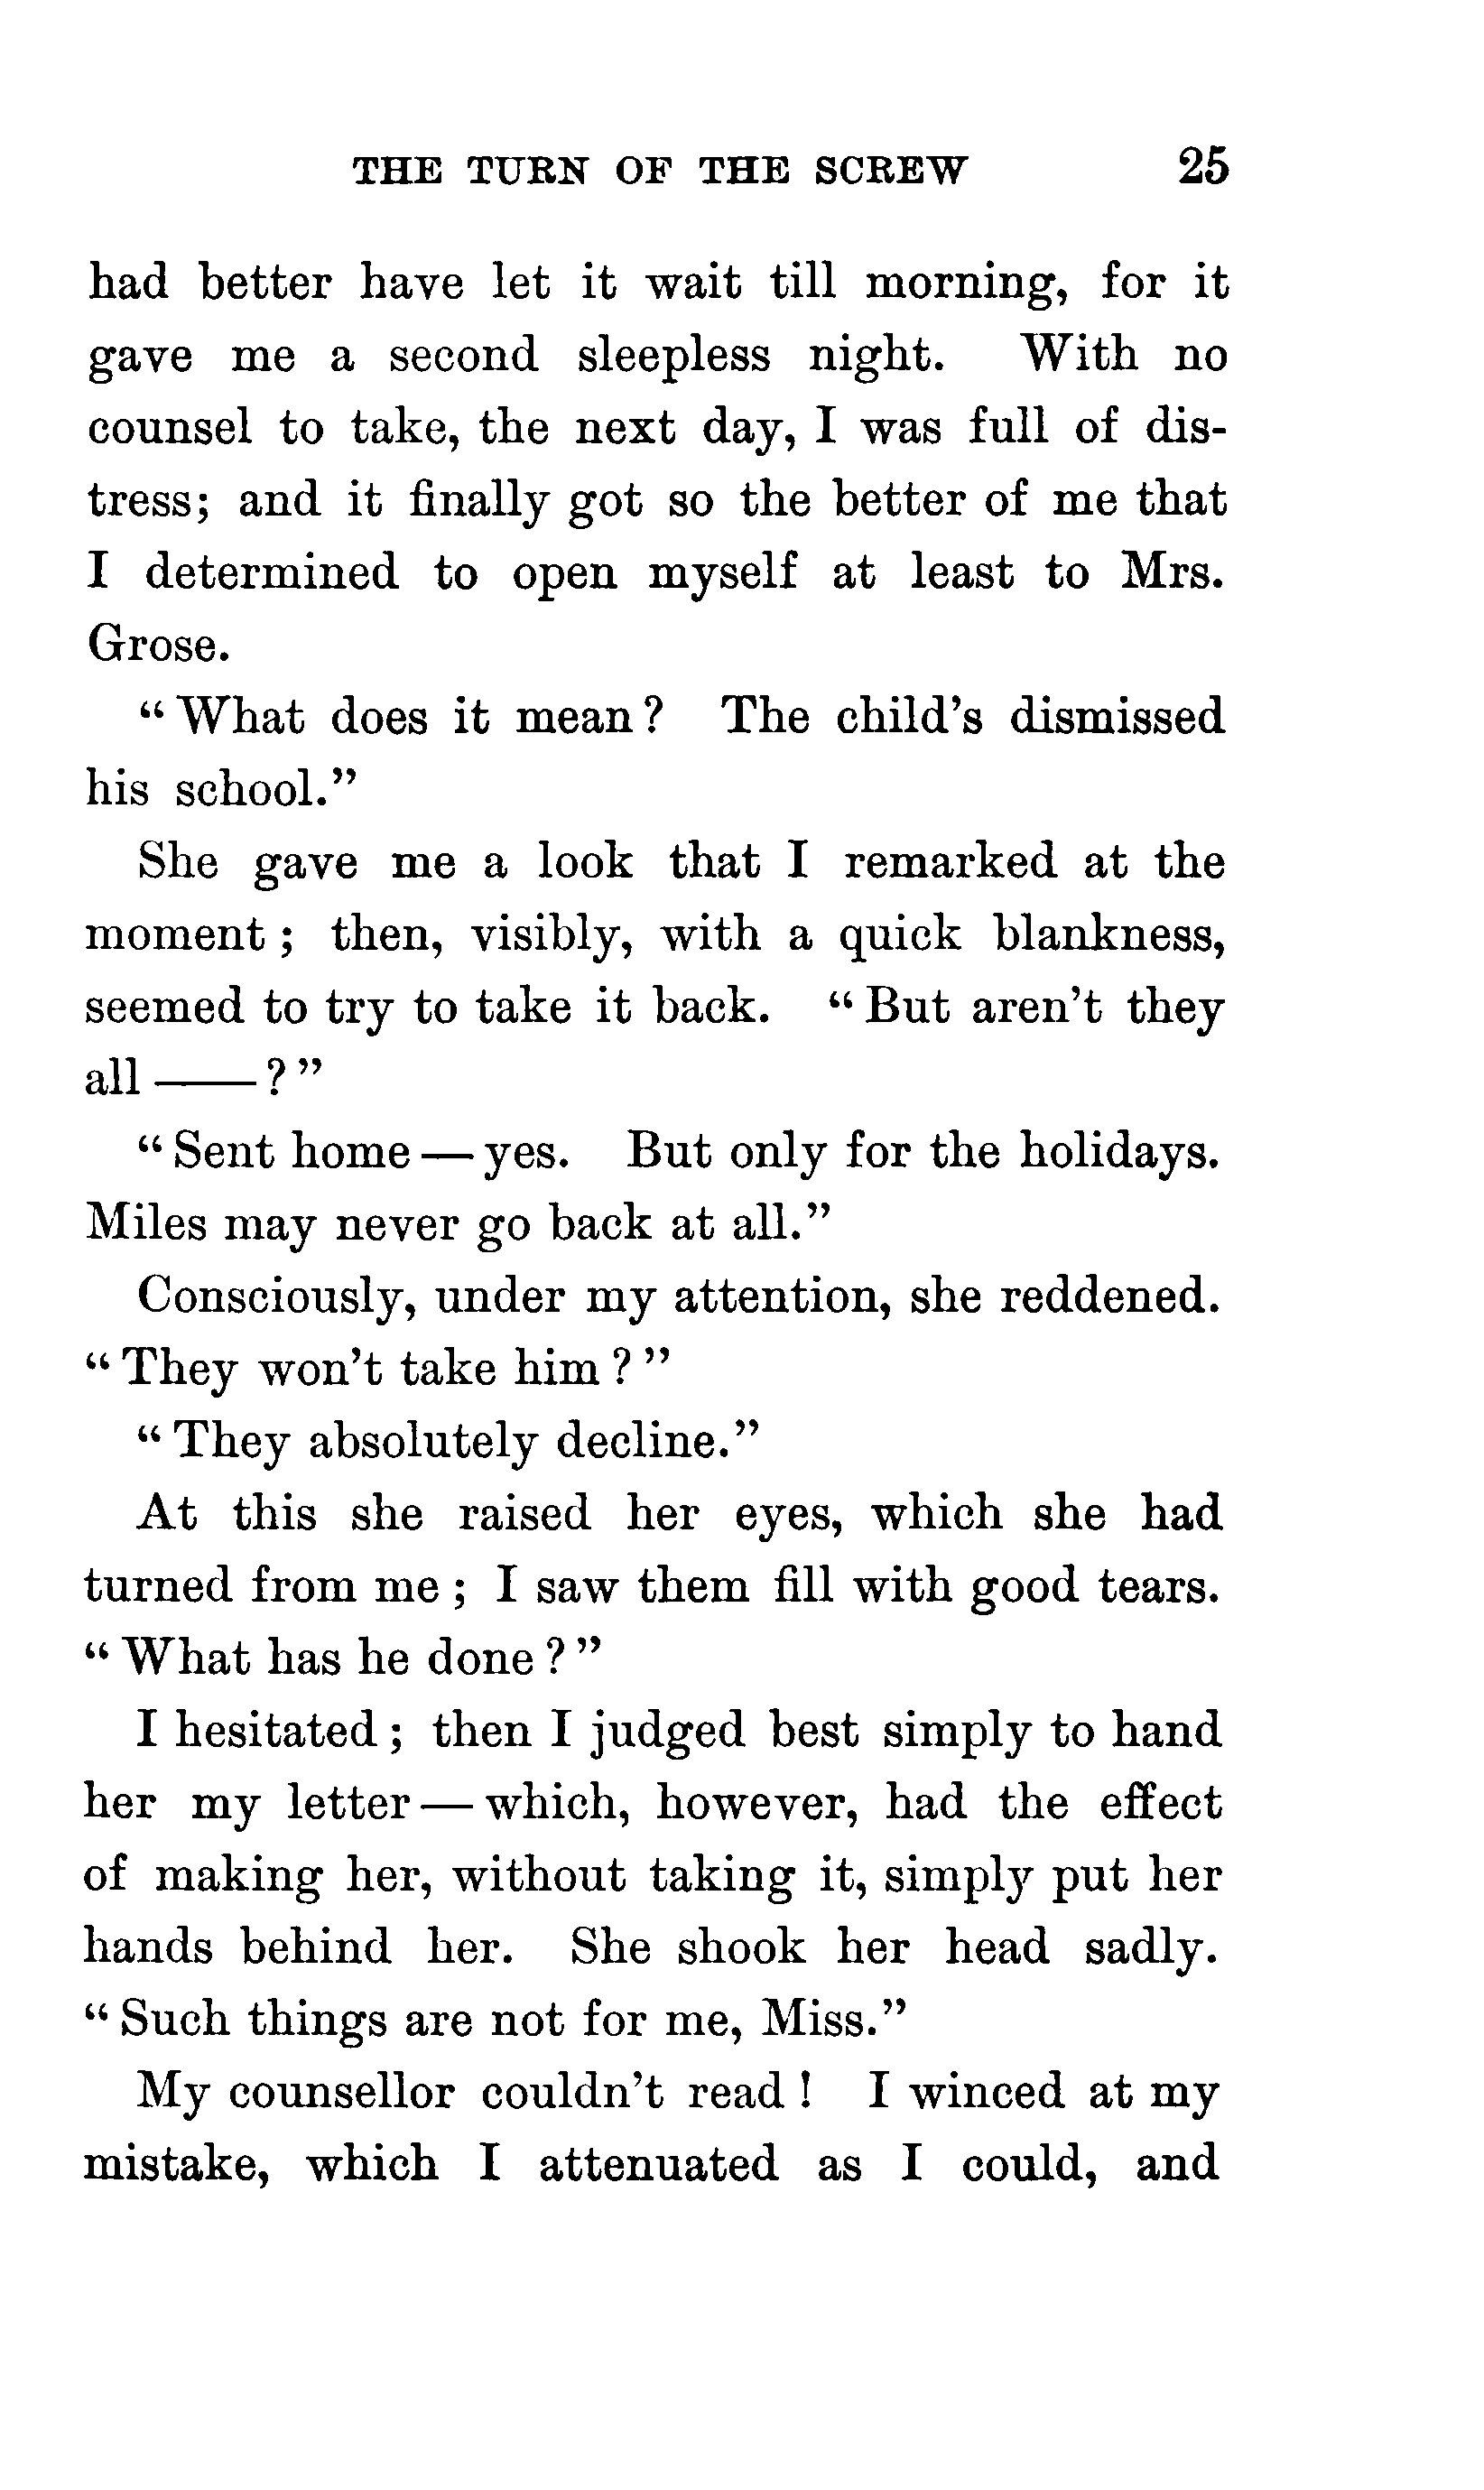 THE TURN OF THE SCREW 25
had better have let it wait till morning, for it
gave me a second sleepless night. With no
counsel to take, the next day, I was full of dis-
tress; and it finally got so the better of me that
I determined to open myself at least to Mrs.
Grose.
“What does it mean? The child’s dismissed
his school.”
She gave me a look that I remarked at the
moment; then, visibly, with a quick blankness,
seemed to try to take it back. “But aren’t they
all ——?”
“Sent home — yes. But only for the holidays.
Miles may never go back at all.”
Consciously, under my attention, she reddened.
“They won’t take him?”
“They absolutely decline.”
At this she raised her eyes, which she had
turned from me; I saw them fill with good tears.
“What has he done?”
I hesitated; then I judged best simply to hand
her my letter — which, however, had the effect
of making her, without taking it, simply put her
hands behind her. She shook her head sadly.
“Such things are not for me, Miss.”
My counsellor couldn’t read! I winced at my
mistake, which I attenuated as I could, and